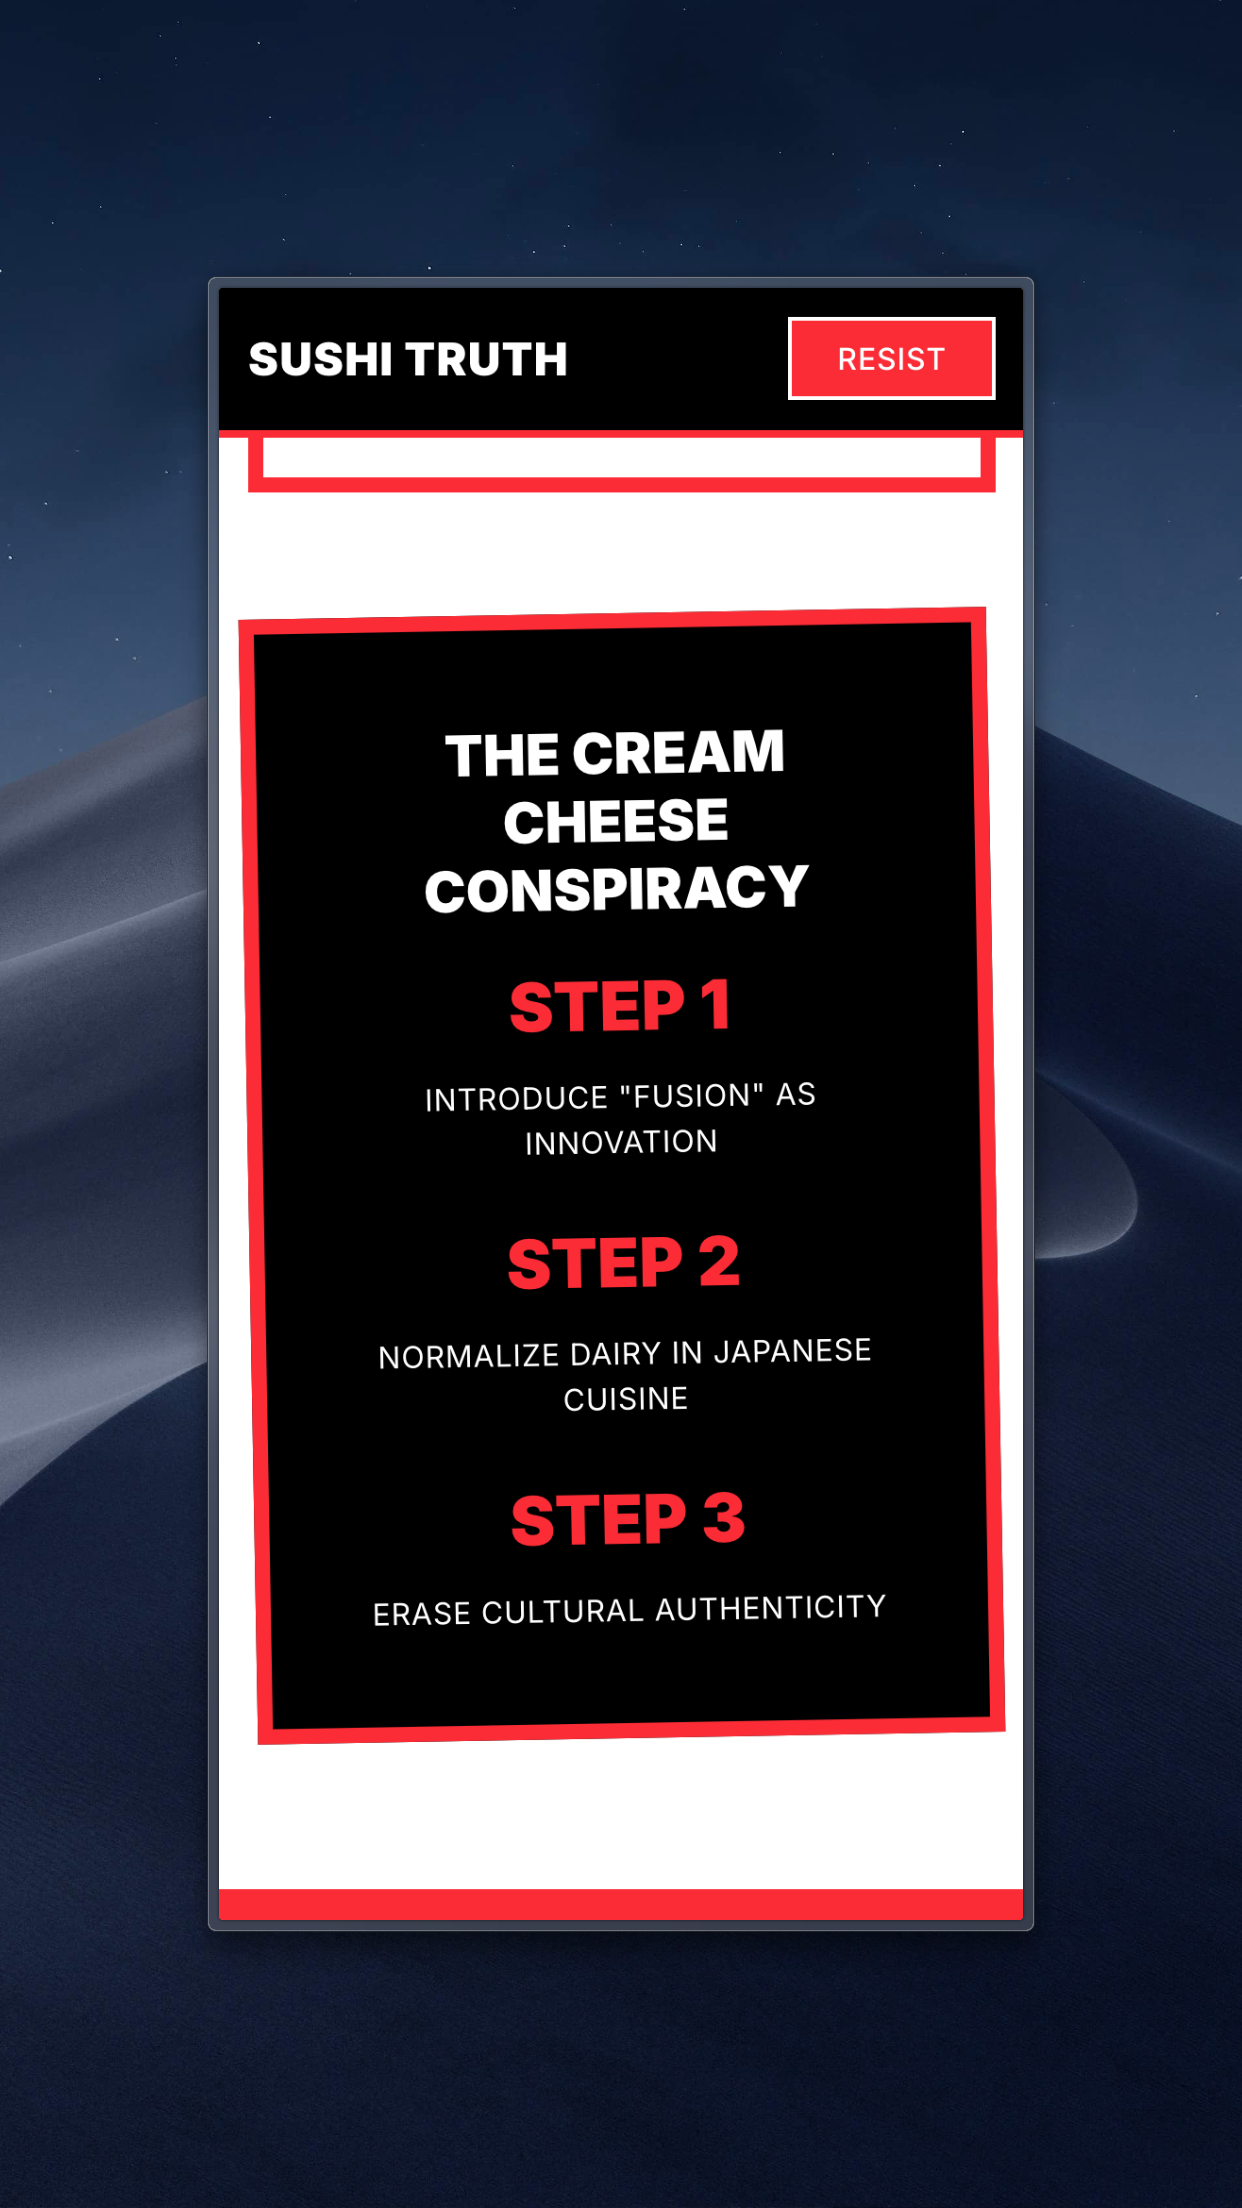 SUSHI TRUTH
RESIST
THE CREAM
CHEESE
CONSPIRACY
STEP 1
INTRODUCE "FUSION" AS
INNOVATION
STEP 2
NORMALIZE DAIRY IN JAPANESE
CUISINE
STEP 3
ERASE CULTURAL AUTHENTICITY